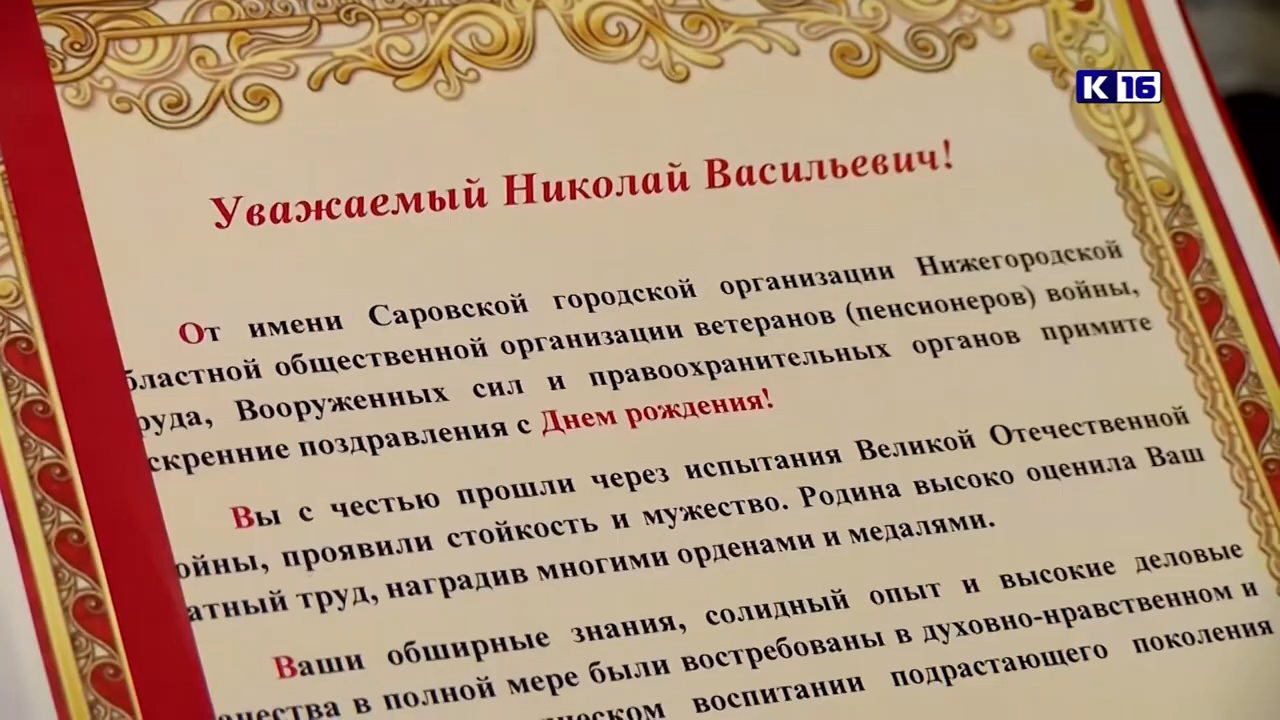 К 16
Уважаемый Николай Васильевич!
От имени Саровской городской организации Нижегородской
бластной общественной организации ветеранов (пенсионеров) войны,
руда, Вооруженных сил и правоохранительных органов примите
скренние поздравления с Днем рождения!
Вы с честью прошли через испытания Великой Отечественной
ойны, проявили стойкость и мужество. Родина высоко оценила Ваш
атный труд, наградив многими орденами и медалями.
Ваши обширные знания, солидный опыт и высокие деловые
ачества в полной мере были востребованы в духовно-нравственном и
воспитании подрастающего поколения